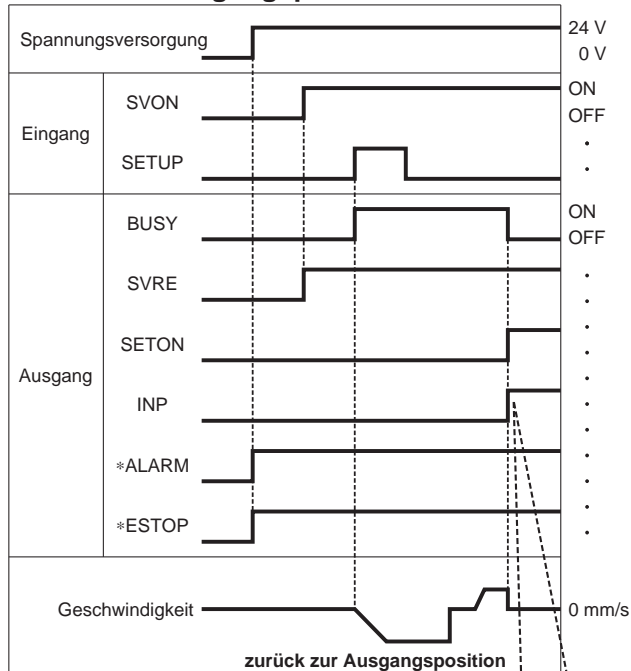 Spannungsversorgung
24 V
0 V
Eingang
SVON
ON
OFF
SETUP
Ausgang
BUSY
ON
OFF
SVRE
SETON
INP
*ALARM
*ESTOP
Geschwindigkeit
0 mm/s
zurück zur Ausgangsposition